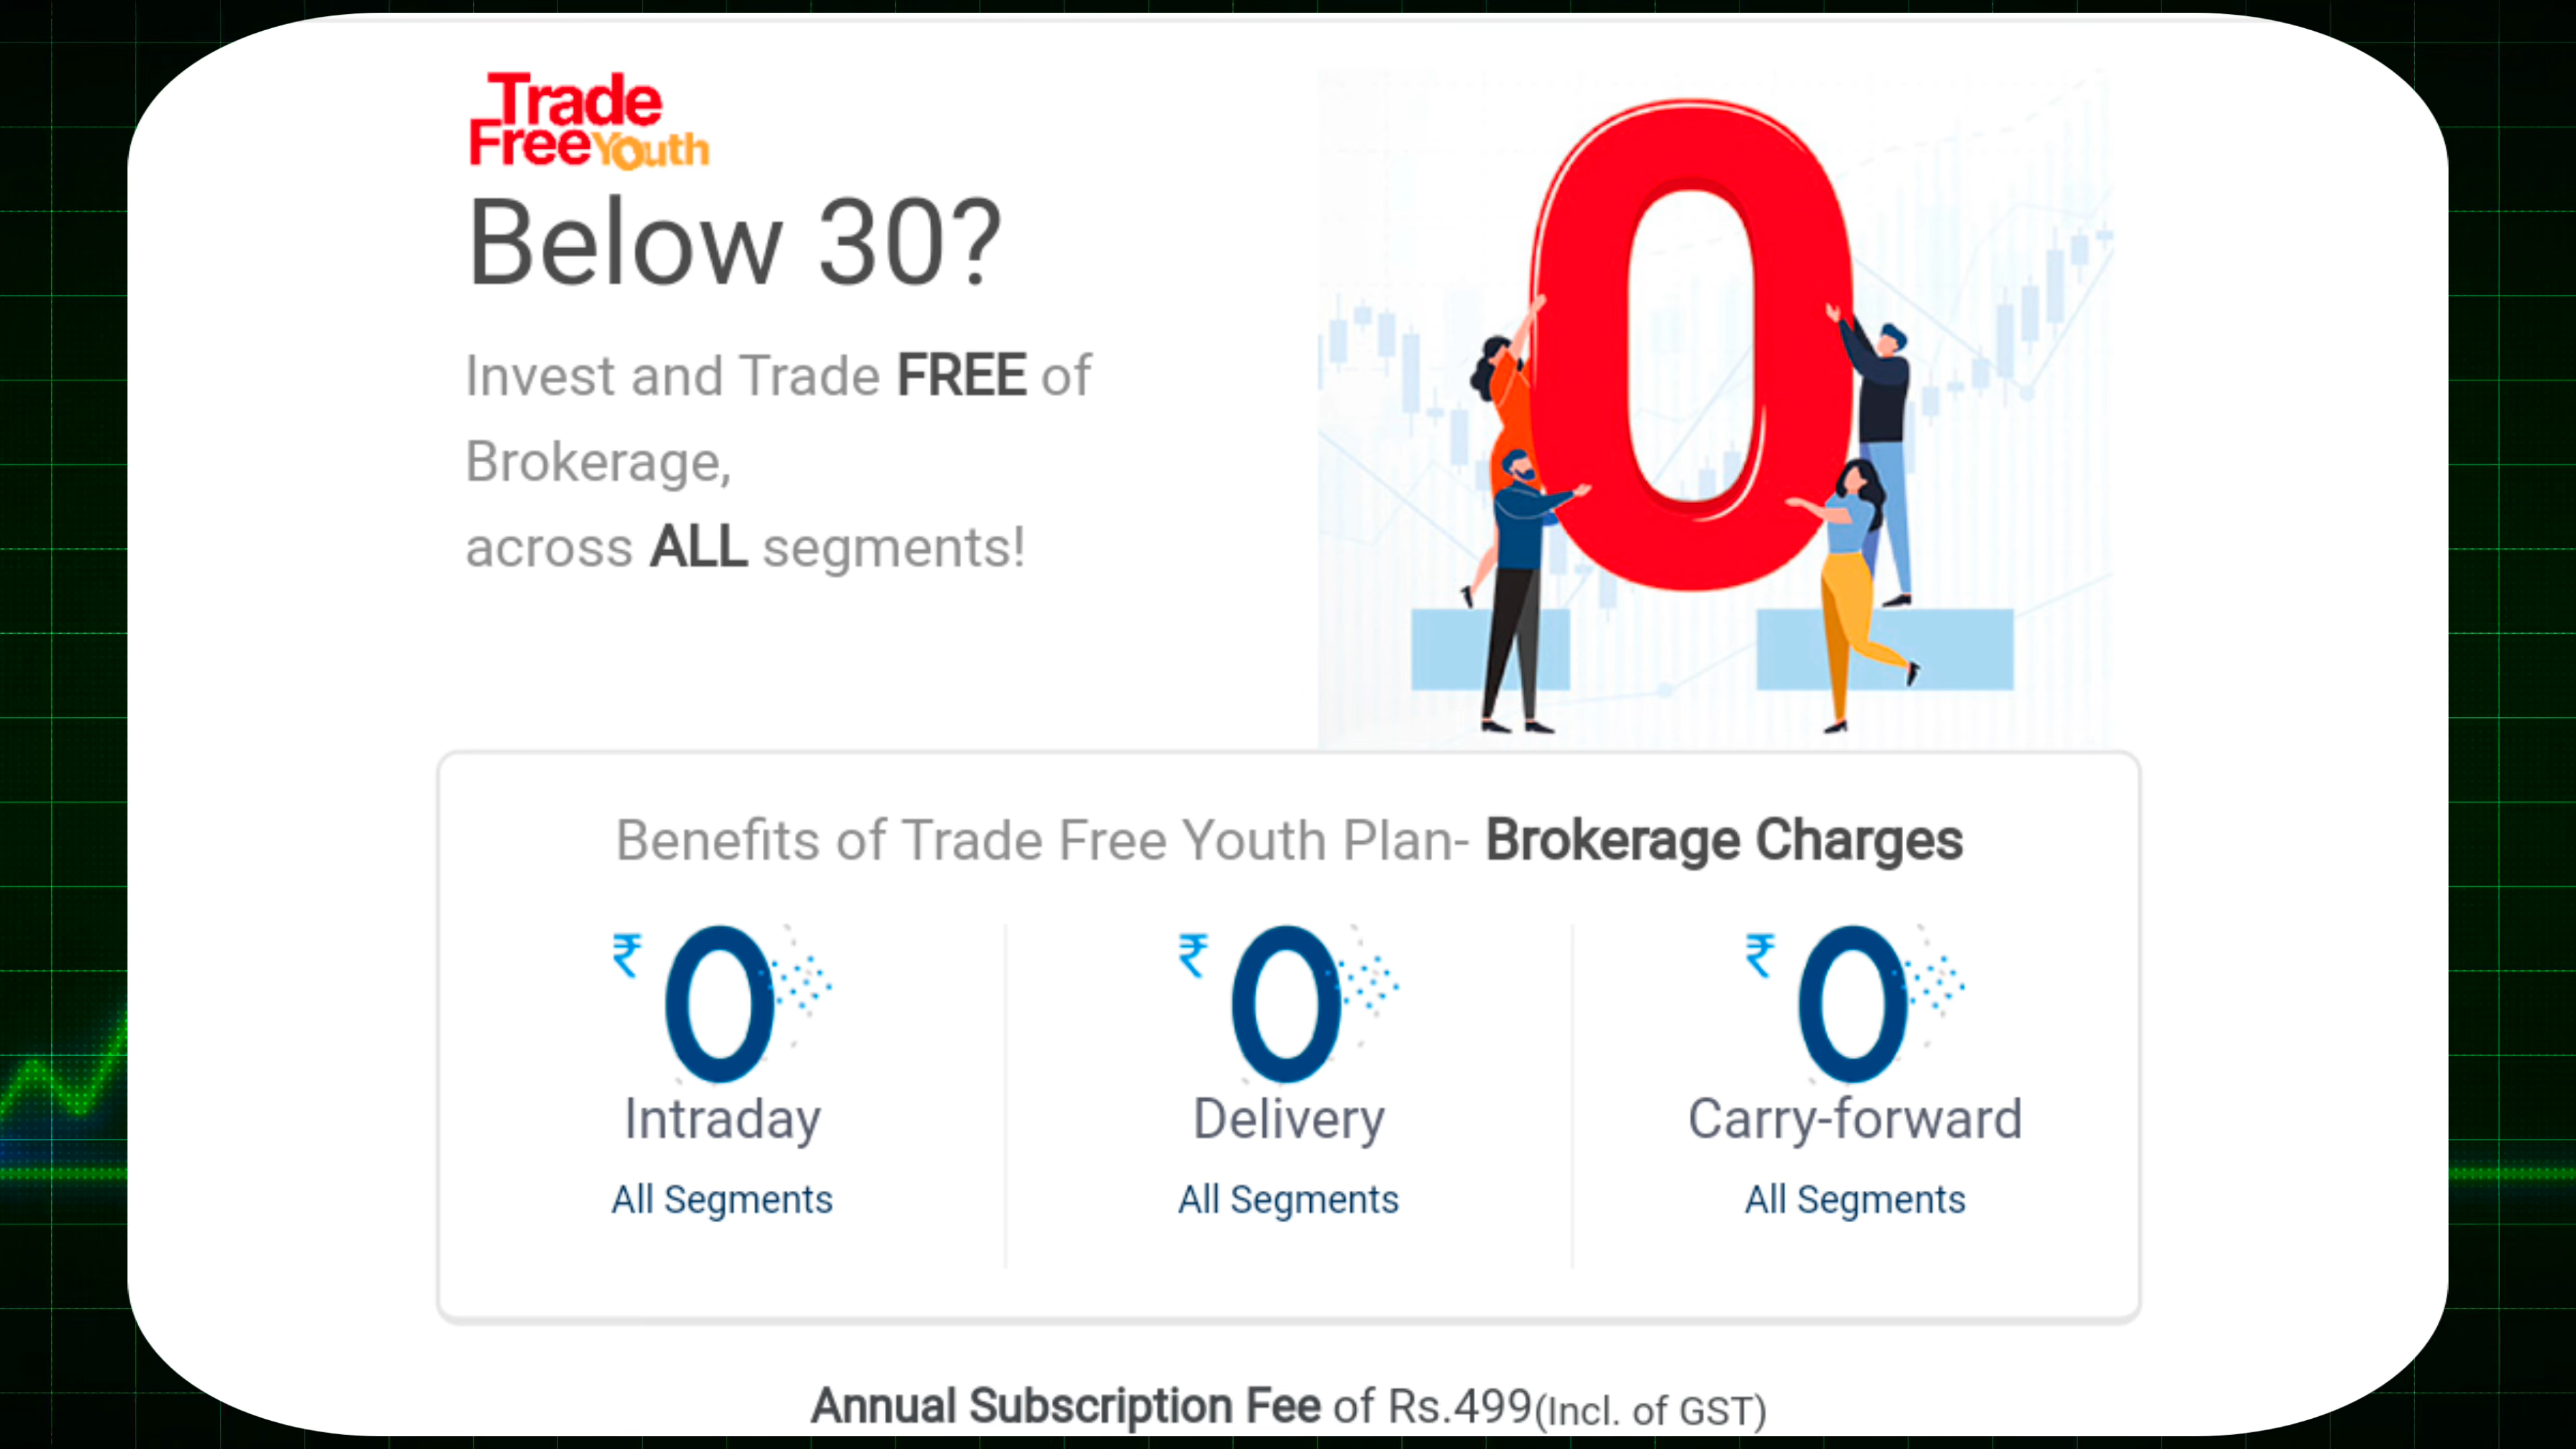 Trade
FreeYouth
Below 30?
Invest and Trade FREE of
Brokerage,
across ALL segments!
0
Benefits of Trade Free Youth Plan- Brokerage Charges
₹ 0
Intraday
All Segments
₹ 0
Delivery
All Segments
₹ 0
Carry-forward
All Segments
Annual Subscription Fee of Rs.499(Incl. of GST)